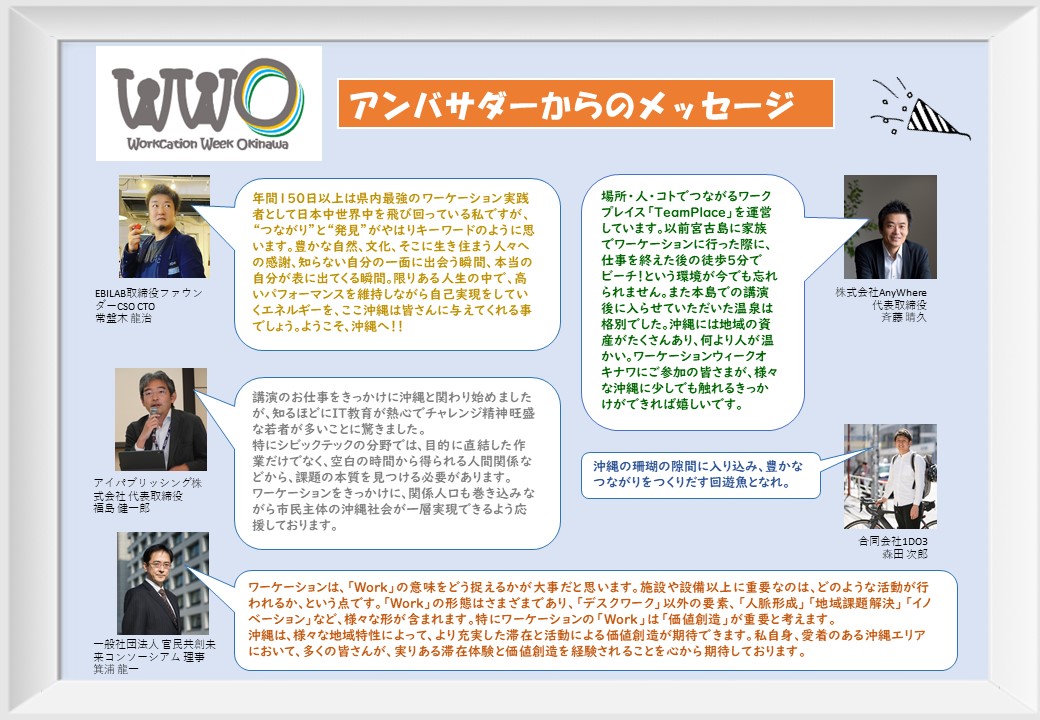 WWO
WorkCation Week Okinawa
アンバサダーからのメッセージ
年間150日以上は県内最強のワーケーション実践
者として日本中世界中を飛び回っている私ですが、
“つながり”と“発見”がやはりキーワードのように思
います。豊かな自然、文化、そこに生き住まう人々へ
の感謝、知らない自分の一面に出会う瞬間、本当の
自分が表に出てくる瞬間。限りある人生の中で、高
いパフォーマンスを維持しながら自己実現をしてい
くエネルギーを、ここ沖縄は皆さんに与えてくれる事
でしょう。ようこそ、沖縄へ!!
EBILAB取締役ファウン
ダーCSO CTO
常盤木 龍治
場所・人・コトでつながるワーク
プレイス「TeamPlace」を運営
しています。以前宮古島に家族
でワーケーションに行った際に、
仕事を終えた後の徒歩5分で
ビーチ!という環境が今でも忘れ
られません。また本島での講演
後に入らせていただいた温泉は
格別でした。沖縄には地域の資
産がたくさんあり、何より人が温
かい。ワーケーションウィークオ
キナワにご参加の皆さまが、様々
な沖縄に少しでも触れるきっか
けができれば嬉しいです。
株式会社AnyWhere
代表取締役
斉藤 晴久
講演のお仕事をきっかけに沖縄と関わり始めました
が、知るほどにIT教育が熱心でチャレンジ精神旺盛
な若者が多いことに驚きました。
特にシビックテックの分野では、目的に直結した作
業だけでなく、空白の時間から得られる人間関係な
どから、課題の本質を見つける必要があります。
ワーケーションをきっかけに、関係人口も巻き込みな
がら市民主体の沖縄社会が一層実現できるよう応
援しております。
アイパブリッシング株
式会社 代表取締役
福島 健一郎
沖縄の珊瑚の隙間に入り込み、豊かな
つながりをつくりだす回遊魚となれ。
合同会社1DO3
森田 次郎
ワーケーションは、「Work」の意味をどう捉えるかが大事だと思います。施設や設備以上に重要なのは、どのような活動が行
われるか、という点です。「Work」の形態はさまざまであり、「デスクワーク」以外の要素、「人脈形成」「地域課題解決」「イノ
ベーション」など、様々な形が含まれます。特にワーケーションの「Work」は「価値創造」が重要と考えます。
沖縄は、様々な地域特性によって、より充実した滞在と活動による価値創造が期待できます。私自身、愛着のある沖縄エリア
において、多くの皆さんが、実りある滞在体験と価値創造を経験されることを心から期待しております。
一般社団法人 官民共創未
来コンソーシアム 理事
箕浦 龍一